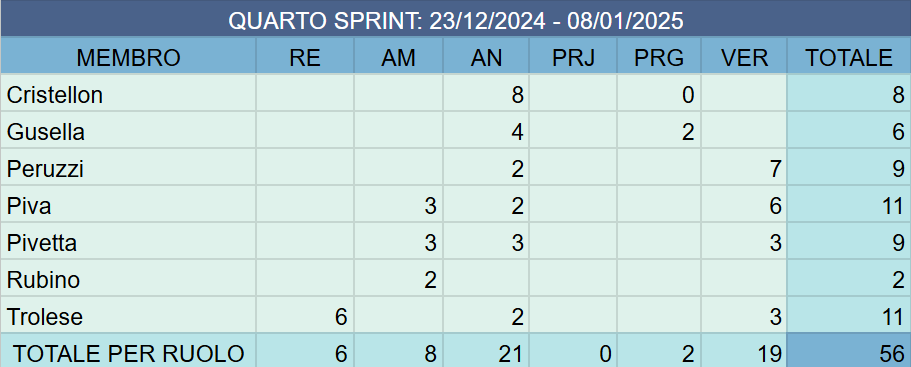 QUARTO SPRINT: 23/12/2024 - 08/01/2025
MEMBRO RE AM AN PRJ PRG VER TOTALE
Cristellon 8 0 8
Gusella 4 2 6
Peruzzi 2 7 9
Piva 3 2 6 11
Pivetta 3 3 3 9
Rubino 2 2
Trolese 6 2 3 11
TOTALE PER RUOLO 6 8 21 0 2 19 56